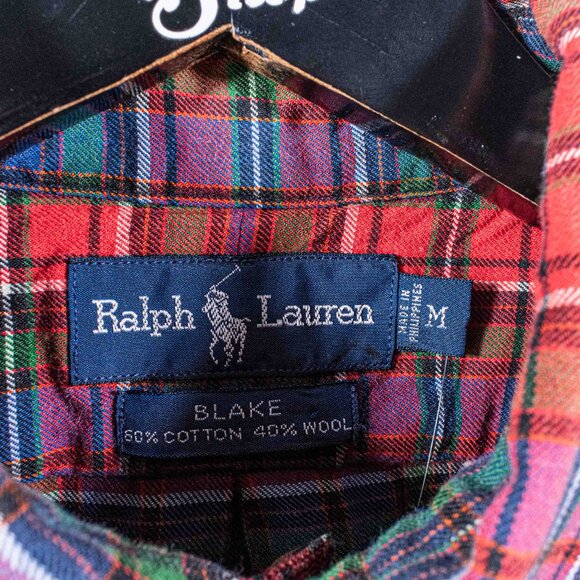 Ralph Lauren
MADE IN
PHILIPPINES
M
BLAKE
60% COTTON 40% WOOL